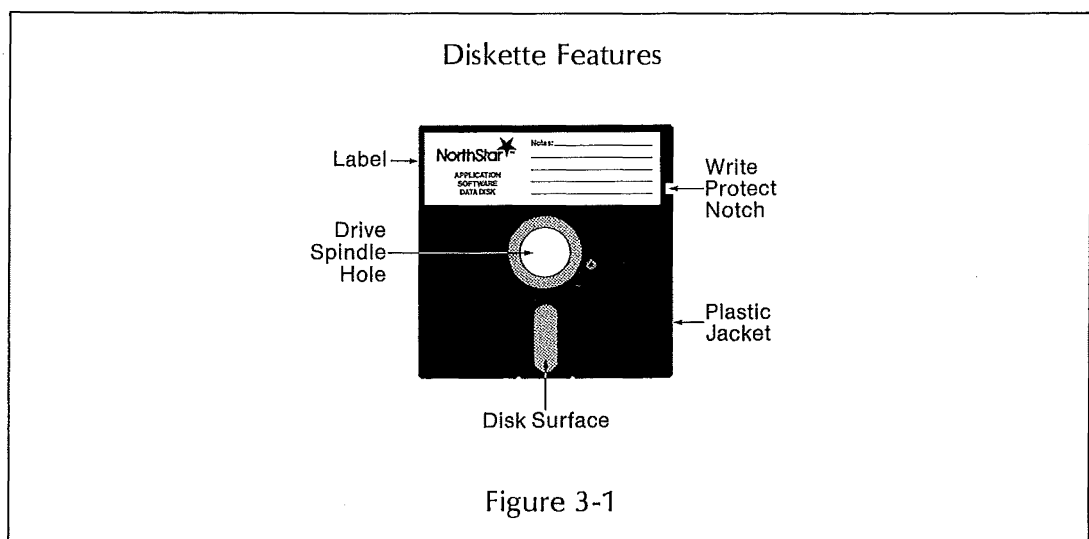 Diskette Features
NorthStar
APPLICATION
SOFTWARE
DATA DISK
Notes:
Label
Write
Protect
Notch
Drive
Spindle
Hole
Plastic
Jacket
Disk Surface
Figure 3-1